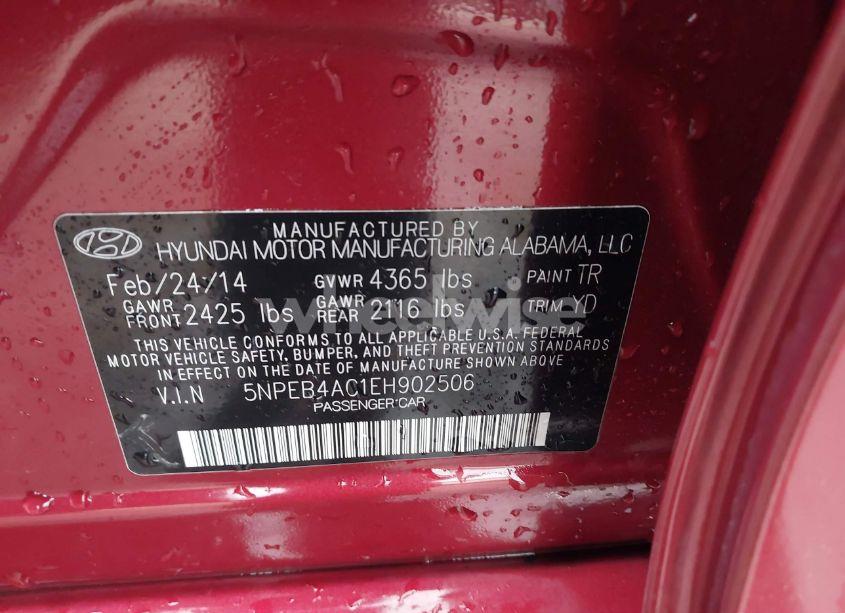 MANUFACTURED BY
HYUNDAI MOTOR MANUFACTURING ALABAMA, LLC
Feb/24/14 GVWR 4365 lbs PAINT TR
GAWR FRONT 2425 lbs GAWR REAR 2116 lbs TRIM YD
THIS VEHICLE CONFORMS TO ALL APPLICABLE U.S.A. FEDERAL
MOTOR VEHICLE SAFETY, BUMPER, AND THEFT PREVENTION STANDARDS
IN EFFECT ON THE DATE OF MANUFACTURE SHOWN ABOVE
V.I.N 5NPEB4AC1EH902506
PASSENGER CAR
wheelwise